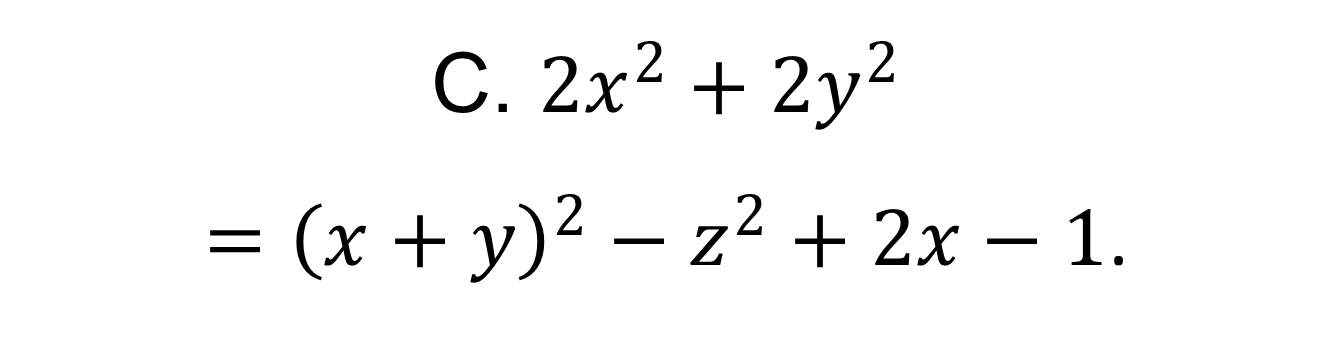 C. 2x² + 2y²
= (x + y)² − z² + 2x − 1.